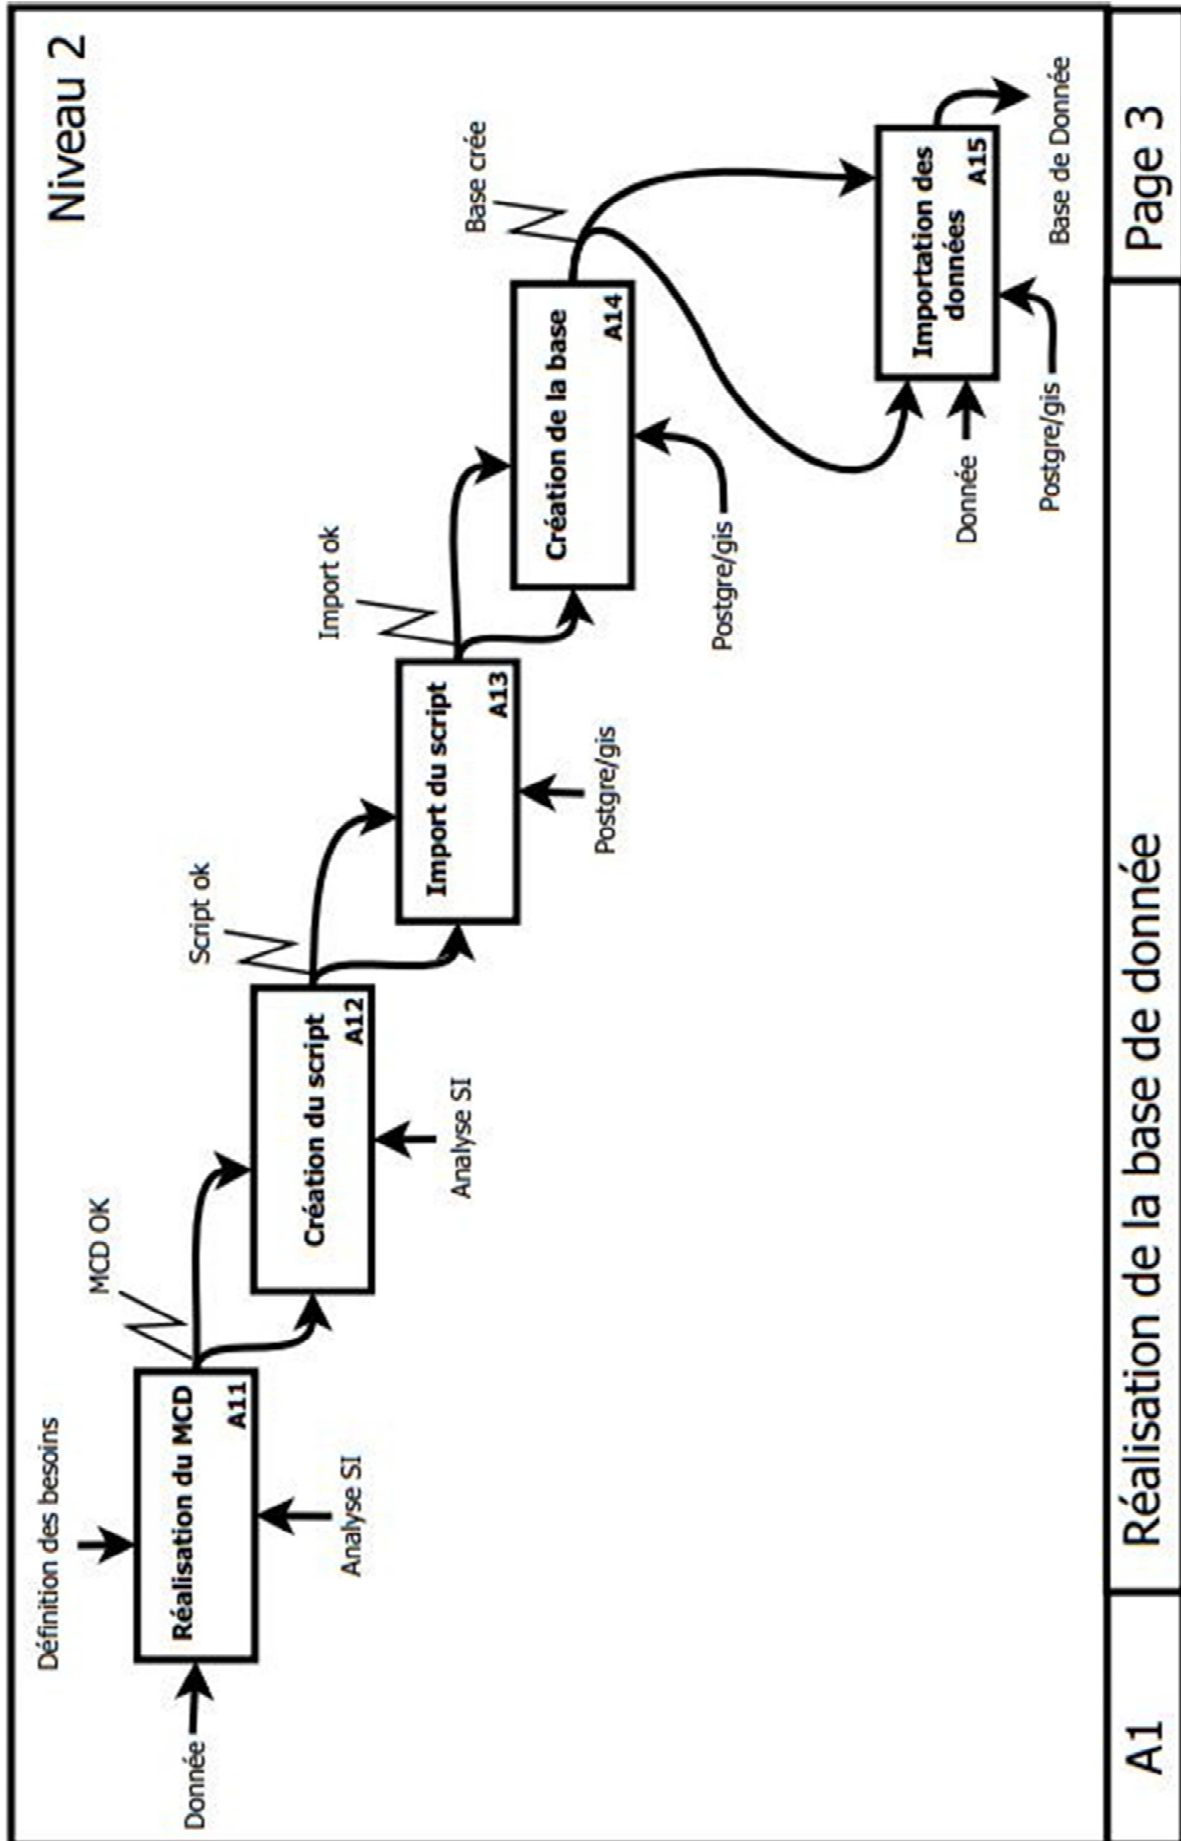 Niveau 2
Définition des besoins
Donnée
Réalisation du MCD
A11
Analyse SI
MCD OK
Création du script
A12
Analyse SI
Script ok
Import du script
A13
Postgre/gis
Import ok
Création de la base
A14
Postgre/gis
Base crée
Importation des
données
A15
Donnée
Postgre/gis
Base de Donnée
A1
Réalisation de la base de donnée
Page 3